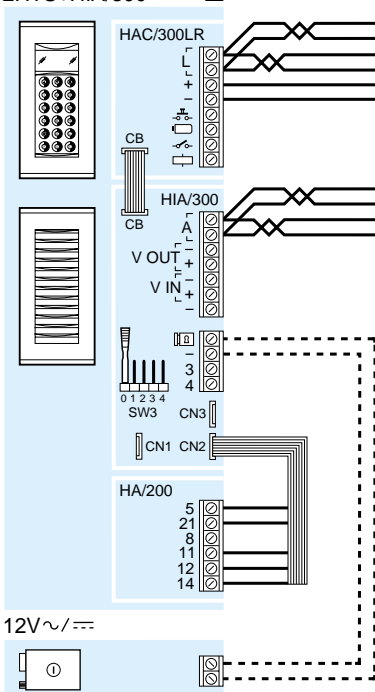 HAC/300LR
L
+
−
CB
CB
HIA/300
A
V OUT −
+
V IN −
+
−
−
3
4
0 1 2 3 4
SW3
CN3
CN1 CN2
HA/200
5
21
8
11
12
14
12V~/⎓